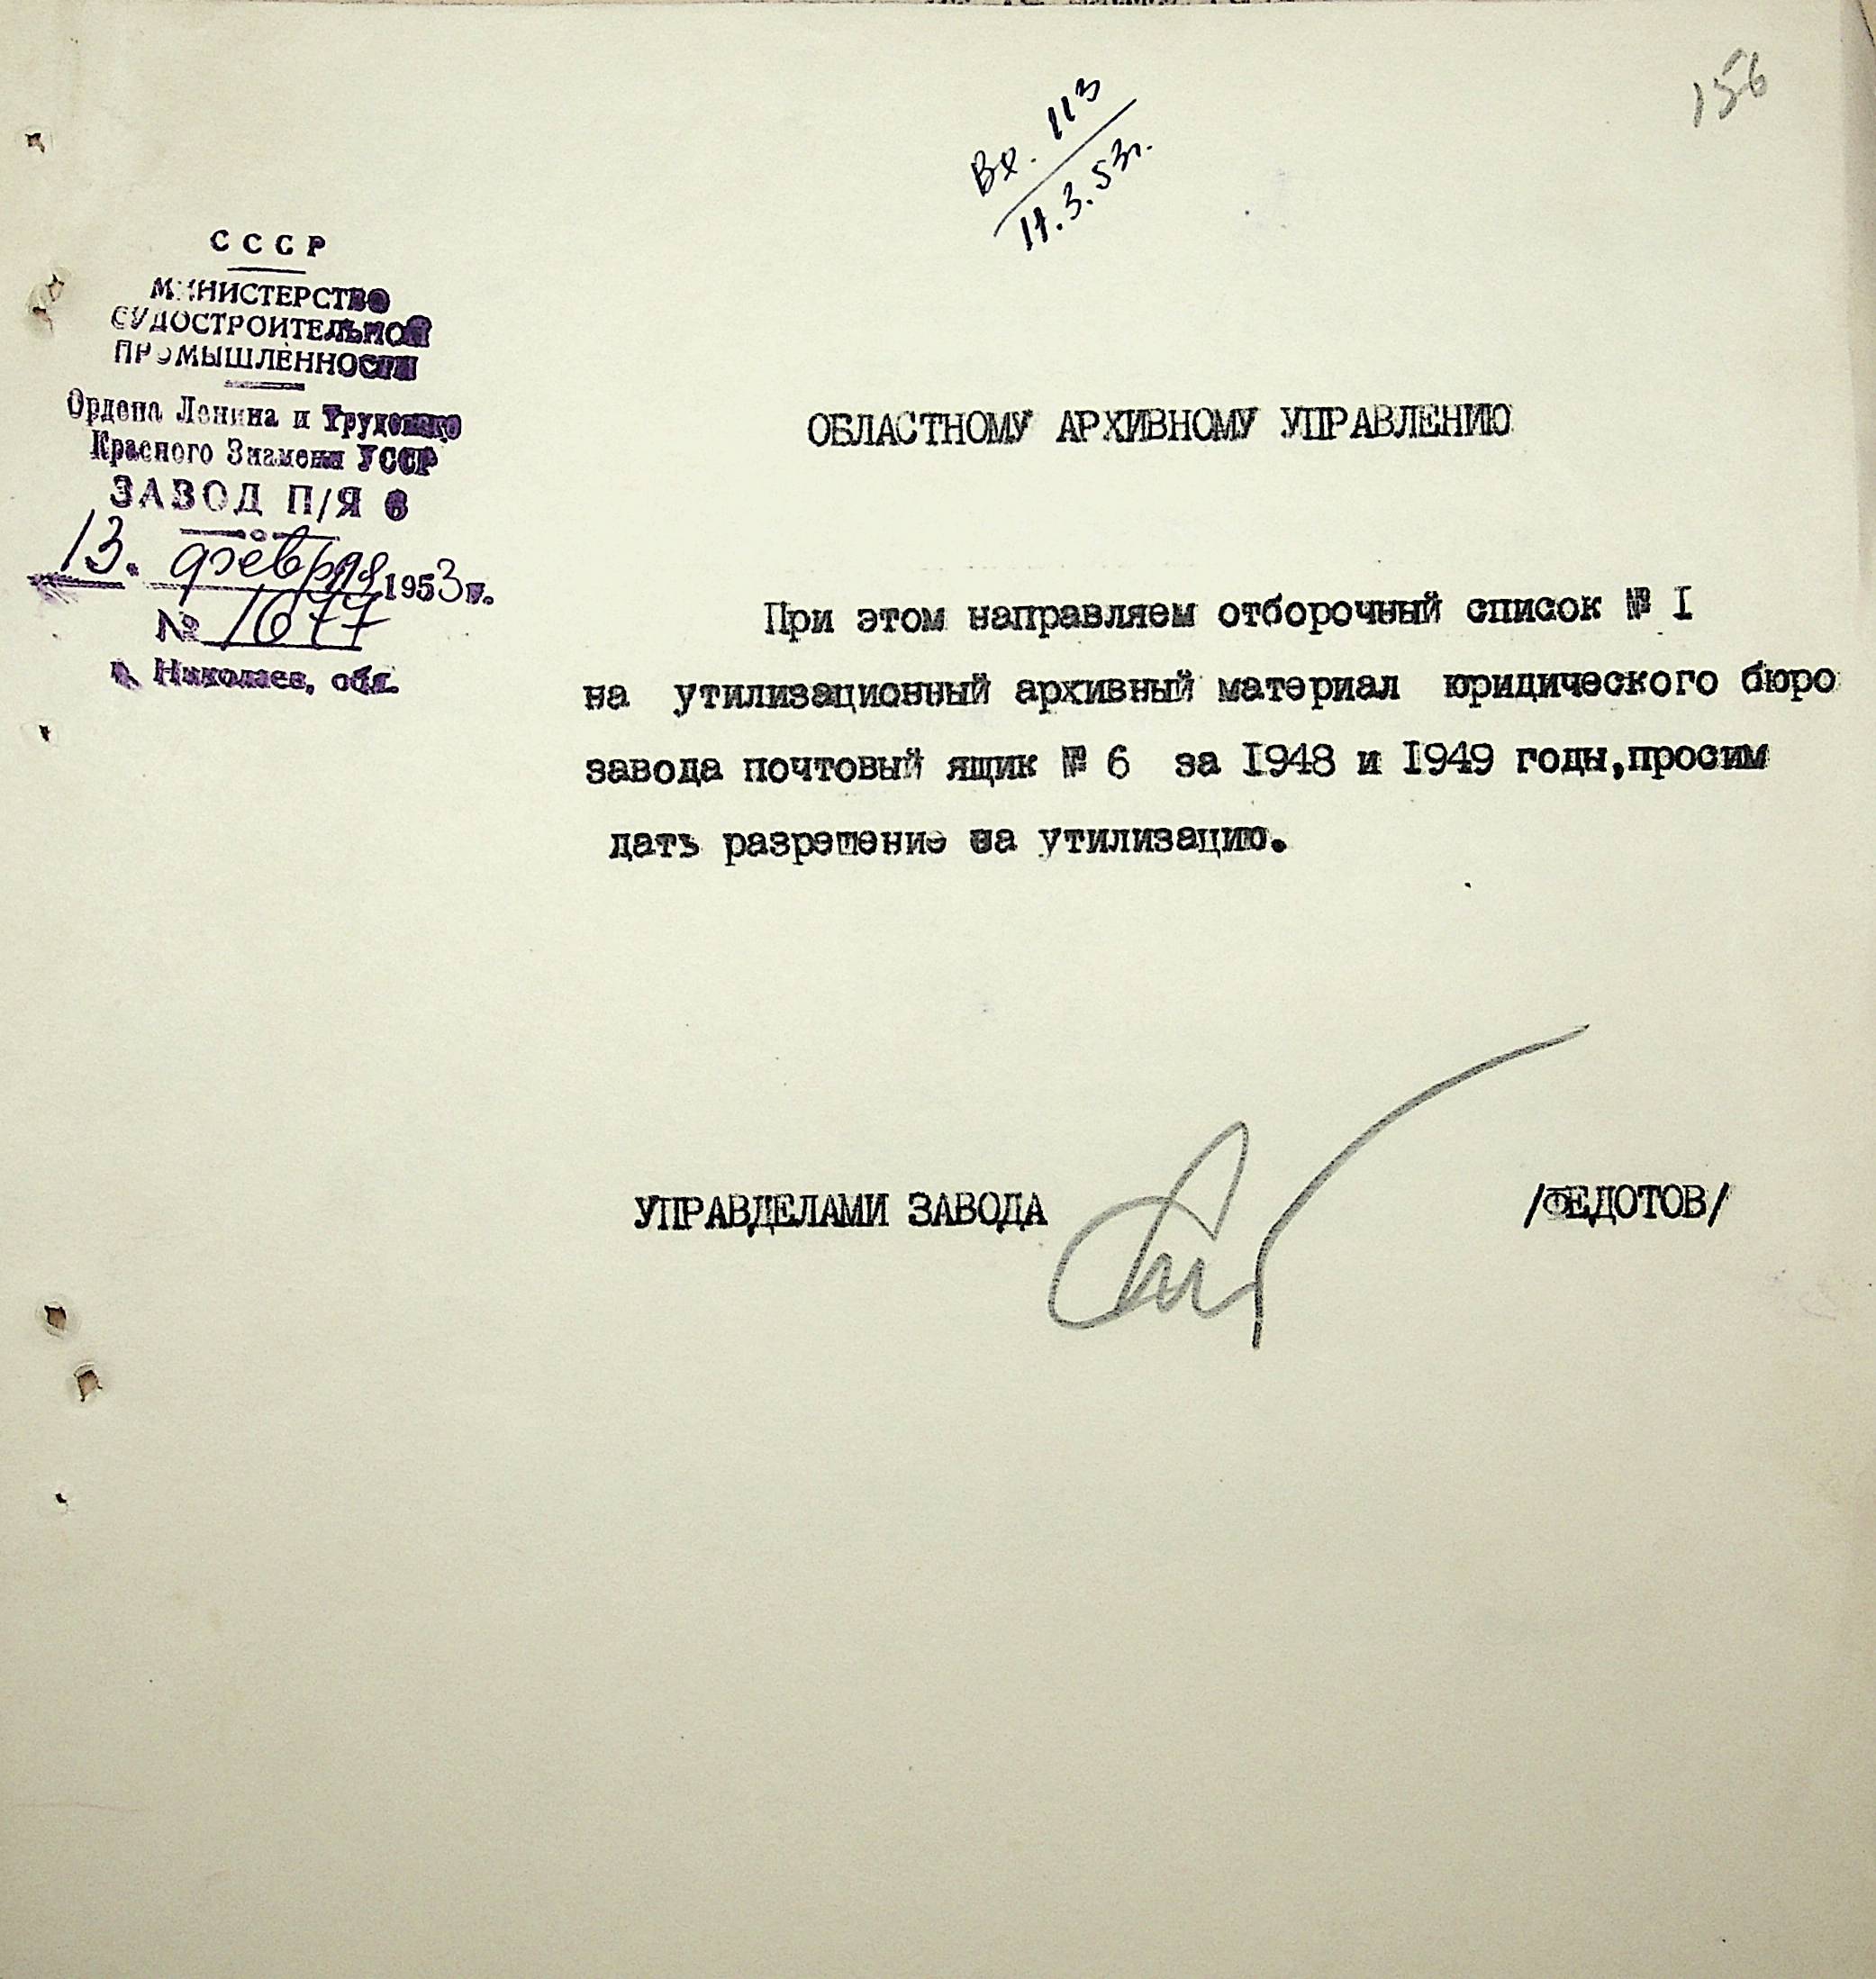 156
Вх. 113
11.3.53г.
СССР
МИНИСТЕРСТВО
СУДОСТРОИТЕЛЬНОЙ
ПРОМЫШЛЕННОСТИ
Ордена Ленина и Трудового
Красного Знамени УССР
ЗАВОД П/Я 6
13. февраля 1953 г.
№ 1677
г. Николаев, обл.
ОБЛАСТНОМУ АРХИВНОМУ УПРАВЛЕНИЮ
При этом направляем отборочный список № I
на утилизационный архивный материал юридического бюро
завода почтовый ящик № 6 за 1948 и 1949 годы,просим
дать разрешение на утилизацию.
УПРАВДЕЛАМИ ЗАВОДА /ФЕДОТОВ/